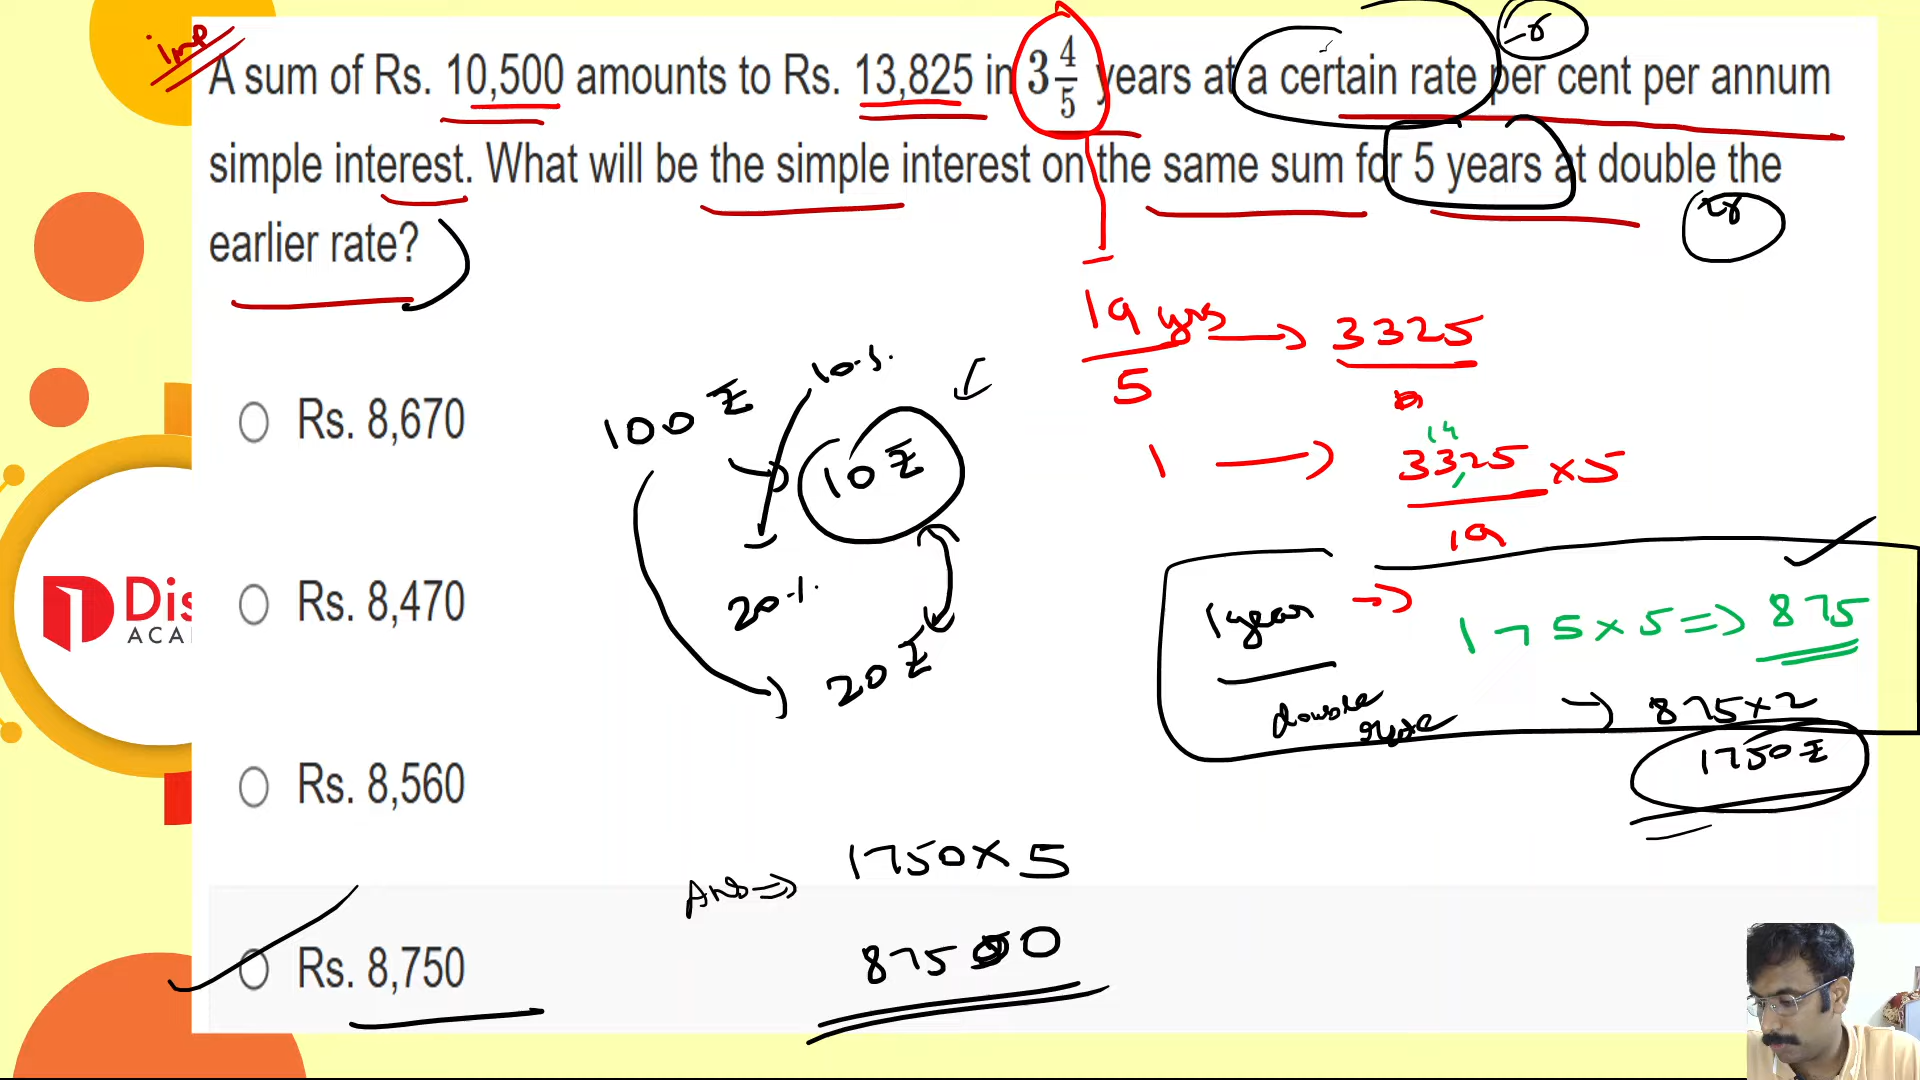 imp
A sum of Rs. 10,500 amounts to Rs. 13,825 in 3 4/5 years at a certain rate per cent per annum
simple interest. What will be the simple interest on the same sum for 5 years at double the
earlier rate?
r
2r
19/5 yrs → 3325
1 → 3325 × 5 / 19
14
1 year → 175 × 5 ⇒ 875
double rate → 875 × 2
1750 ₹
100 ₹
10%
10 ₹
20%
20 ₹
Rs. 8,670
Rs. 8,470
Rs. 8,560
Rs. 8,750
Ans ⇒ 1750 × 5
Dis
ACA